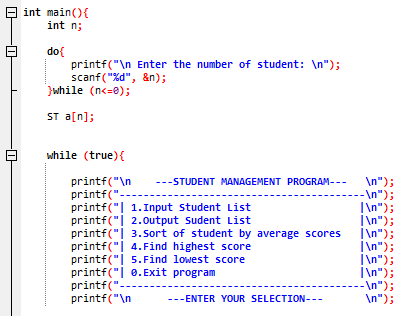 int main(){
int n;
do{
printf("\n Enter the number of student: \n");
scanf("%d", &n);
}while (n<=0);
ST a[n];
while (true){
printf("\n     ---STUDENT MANAGEMENT PROGRAM---   \n");
printf ("-----------------------------------------\n");
printf("| 1.Input Student List                  |\n");
printf("| 2.Output Sudent List                  |\n");
printf("| 3.Sort of student by average scores   |\n");
printf("| 4.Find highest score                  |\n");
printf("| 5.Find lowest score                   |\n");
printf("| 0.Exit program                        |\n");
printf("-----------------------------------------\n");
printf("\n      ---ENTER YOUR SELECTION---       \n");